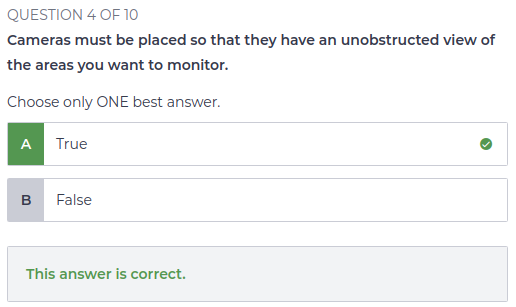 QUESTION 4 OF 10
Cameras must be placed so that they have an unobstructed view of
the areas you want to monitor.
Choose only ONE best answer.
A True
B False
This answer is correct.